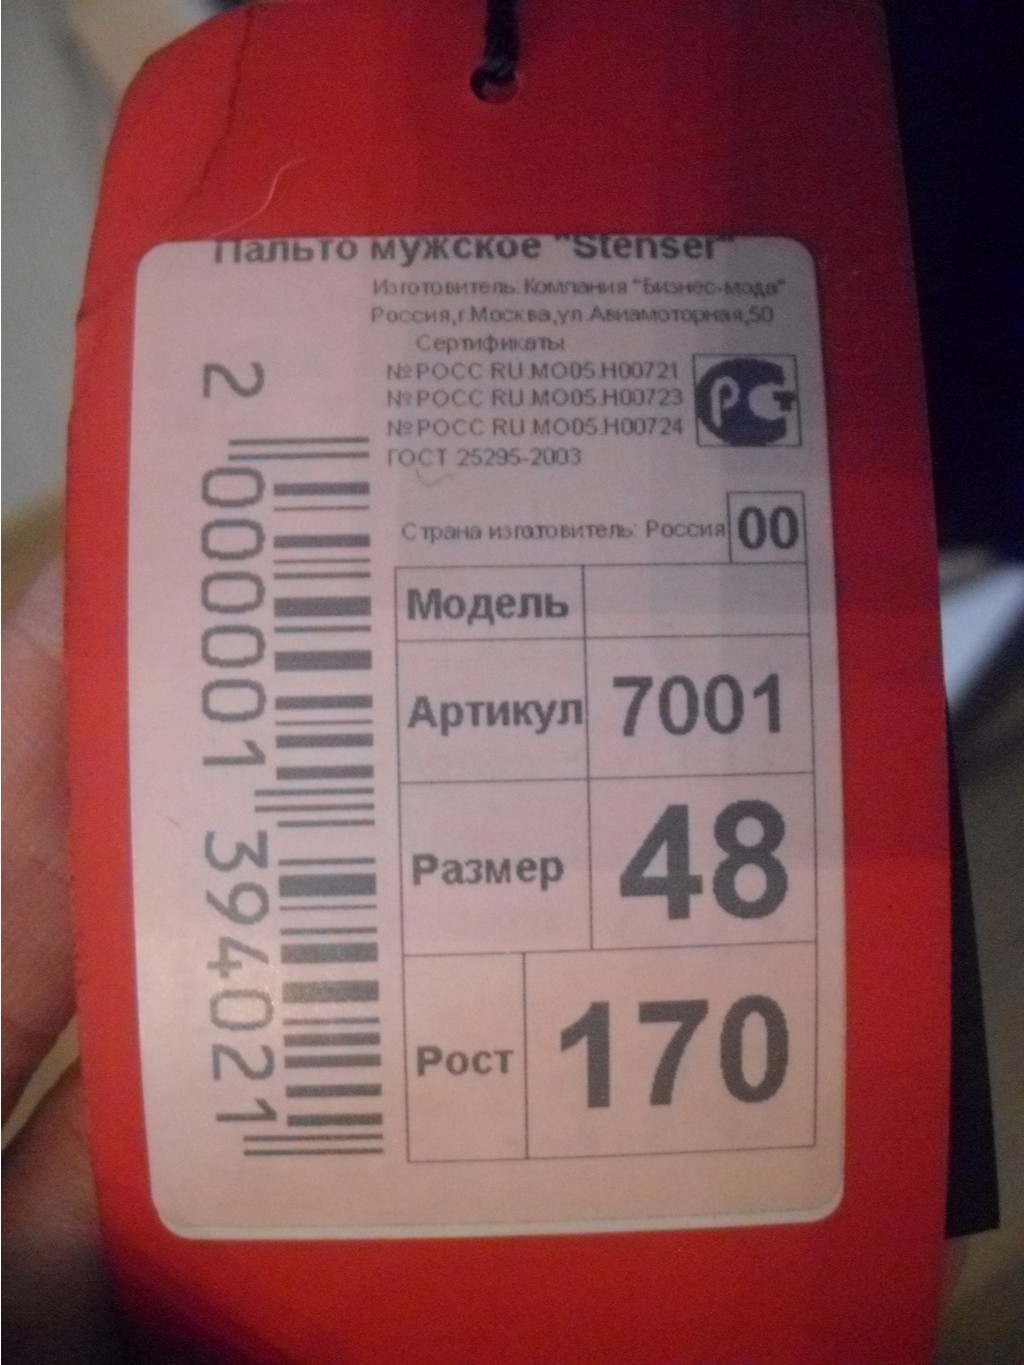 Пальто мужское "Stenser"
Изготовитель: Компания "Бизнес-мода"
Россия,г.Москва,ул.Авиамоторная,50
Сертификаты
№РОСС RU.МО05.Н00721
№РОСС RU.МО05.Н00723
№РОСС RU.МО05.Н00724
ГОСТ 25295-2003
РСТ
Страна изготовитель: Россия 00
Модель
Артикул 7001
Размер 48
Рост 170
2 000001 394021